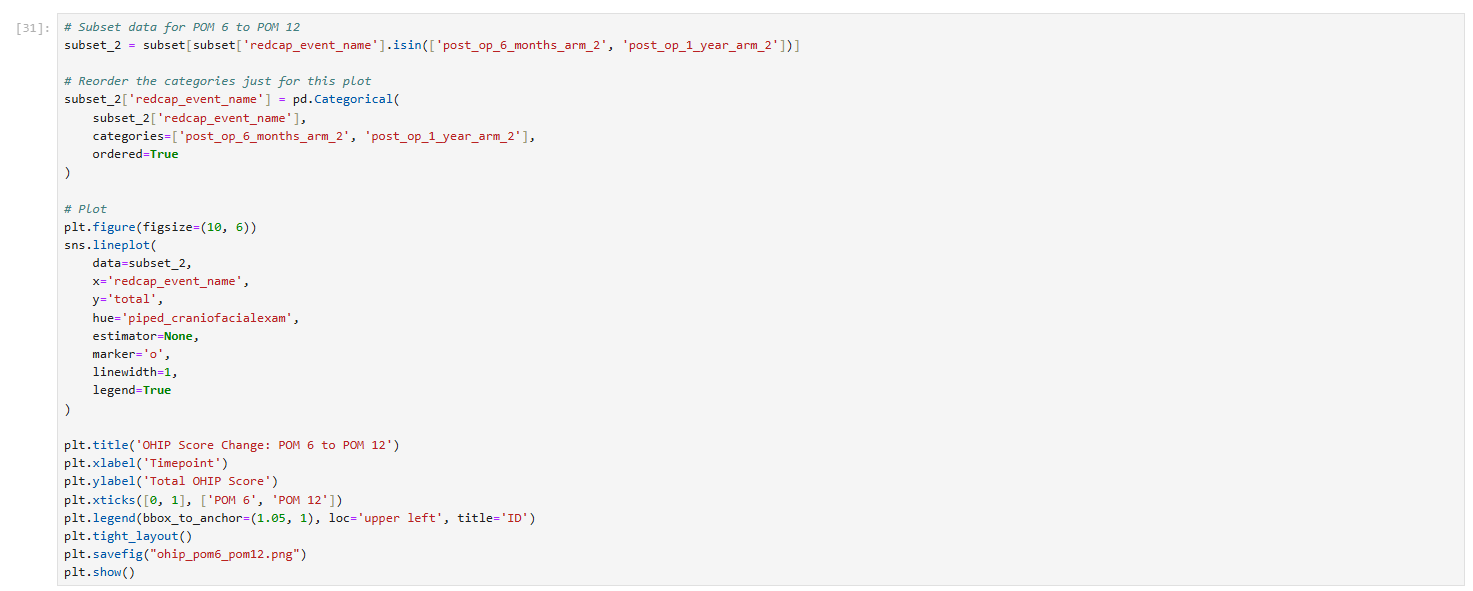 [31]: # Subset data for POM 6 to POM 12
subset_2 = subset[subset['redcap_event_name'].isin(['post_op_6_months_arm_2', 'post_op_1_year_arm_2'])]
# Reorder the categories just for this plot
subset_2['redcap_event_name'] = pd.Categorical(
    subset_2['redcap_event_name'],
    categories=['post_op_6_months_arm_2', 'post_op_1_year_arm_2'],
    ordered=True
)
# Plot
plt.figure(figsize=(10, 6))
sns.lineplot(
    data=subset_2,
    x='redcap_event_name',
    y='total',
    hue='piped_craniofacialexam',
    estimator=None,
    marker='o',
    linewidth=1,
    legend=True
)
plt.title('OHIP Score Change: POM 6 to POM 12')
plt.xlabel('Timepoint')
plt.ylabel('Total OHIP Score')
plt.xticks([0, 1], ['POM 6', 'POM 12'])
plt.legend(bbox_to_anchor=(1.05, 1), loc='upper left', title='ID')
plt.tight_layout()
plt.savefig("ohip_pom6_pom12.png")
plt.show()